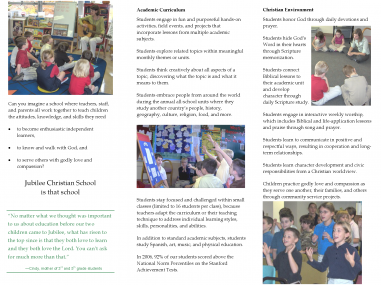 Can you imagine a school where teachers, staff,
and parents all work together to teach children
the attitudes, knowledge, and skills they need
• to become enthusiastic independent
learners,
• to know and walk with God, and
• to serve others with godly love and
compassion?
Jubilee Christian School
is that school
"No matter what we thought was important
to us about education before our two
children came to Jubilee, what has risen to
the top since is that they both love to learn
and they both love the Lord. You can't ask
for much more than that."
mother of 3rd and 5th grade students
Academic Curriculum
Students engage in fun and purposeful hands-on
activities, field events, and projects that
incorporate lessons from multiple academic
subjects.
Students explore related topics within meaningful
monthly themes or units.
Students think creatively about all aspects of a
topic, discovering what the topic is and what it
means to them.
Students embrace people from around the world
during the annual all-school units where they
study another country's people, history,
geography, culture, religion, food, and more.
Students stay focused and challenged within small
classes (limited to 16 students per class), because
teachers adapt the curriculum or their teaching
technique to address individual learning styles,
skills, personalities, and abilities.
In addition to standard academic subjects, students
study Spanish, art, music, and physical education.
In 2006, 92% of our students scored above the
National Norm Percentiles on the Stanford
Achievement Tests.
Christian Environment
Students honor God through daily devotions and
prayer.
Students hide God's
Word in their hearts
through Scripture
memorization.
Students connect
Biblical lessons to
their academic unit
and develop
character through
daily Scripture study.
Students engage in interactive weekly worship
which includes Biblical and life-application lessons
and praise through song and prayer.
Students learn to communicate in positive and
respectful ways, resulting in cooperation and long-
term relationships.
Students learn character development and civic
responsibilities from a Christian worldview.
Children practice godly love and compassion as
they serve one another, their families, and others
through community service projects.